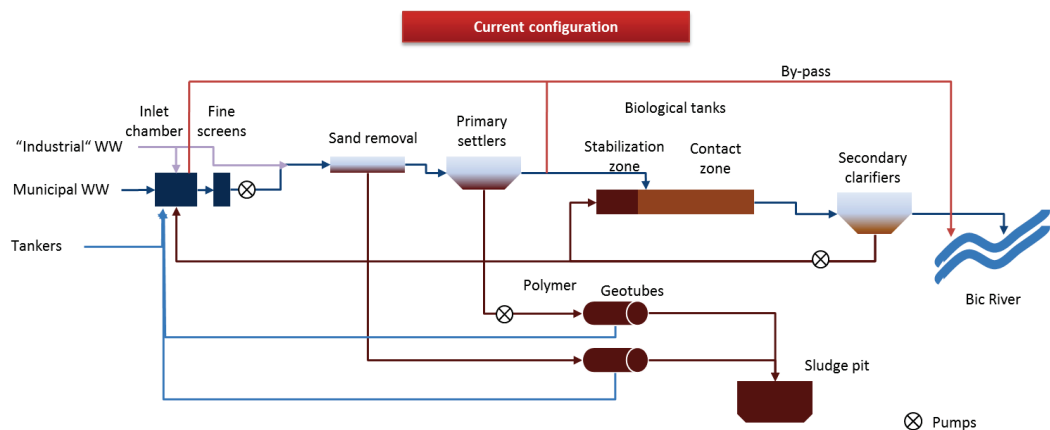 Current configuration
By-pass
Inlet
chamber
Fine
screens
Sand removal
Primary
settlers
Biological tanks
Stabilization
zone
Contact
zone
Secondary
clarifiers
“Industrial“ WW
Municipal WW
Tankers
Polymer
Geotubes
Bic River
Sludge pit
Pumps